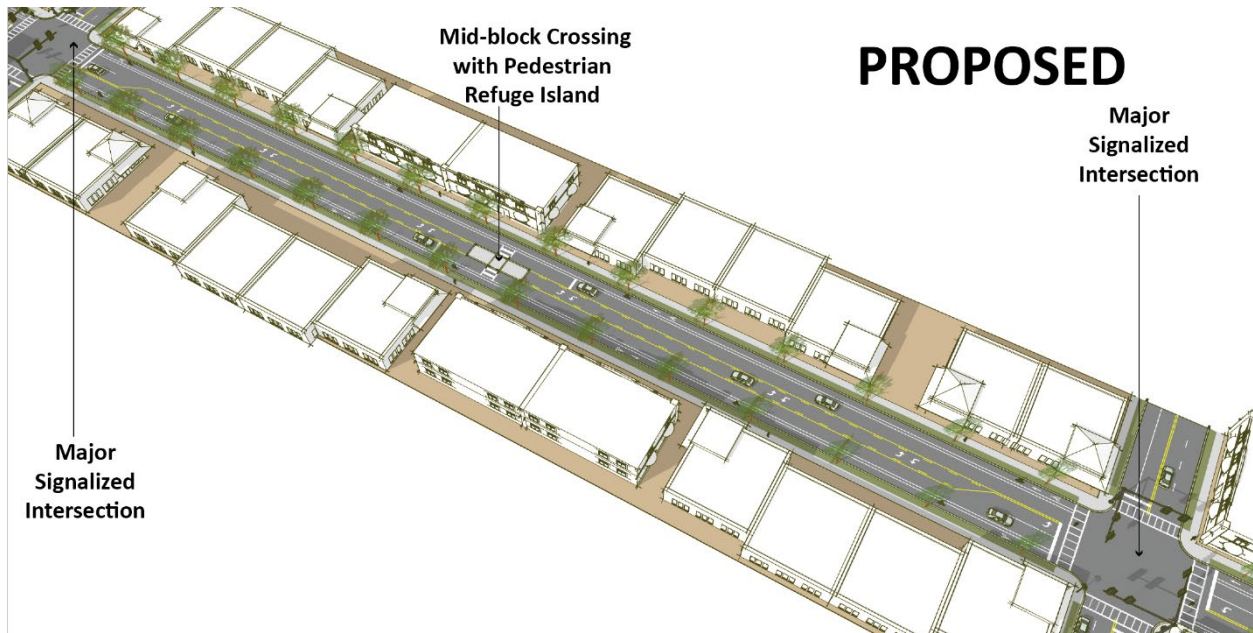 Mid-block Crossing
with Pedestrian
Refuge Island
PROPOSED
Major
Signalized
Intersection
Major
Signalized
Intersection